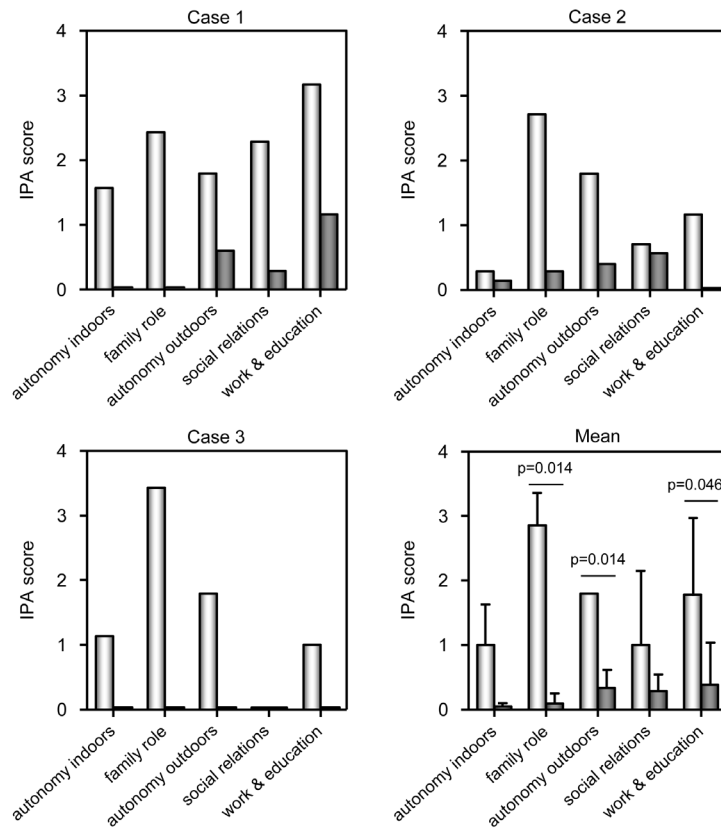 Case 1
IPA score
4
3
2
1
0
autonomy indoors
family role
autonomy outdoors
social relations
work & education
Case 2
IPA score
4
3
2
1
0
autonomy indoors
family role
autonomy outdoors
social relations
work & education
Case 3
IPA score
4
3
2
1
0
autonomy indoors
family role
autonomy outdoors
social relations
work & education
Mean
IPA score
4
3
2
1
0
p=0.014
p=0.014
p=0.046
autonomy indoors
family role
autonomy outdoors
social relations
work & education